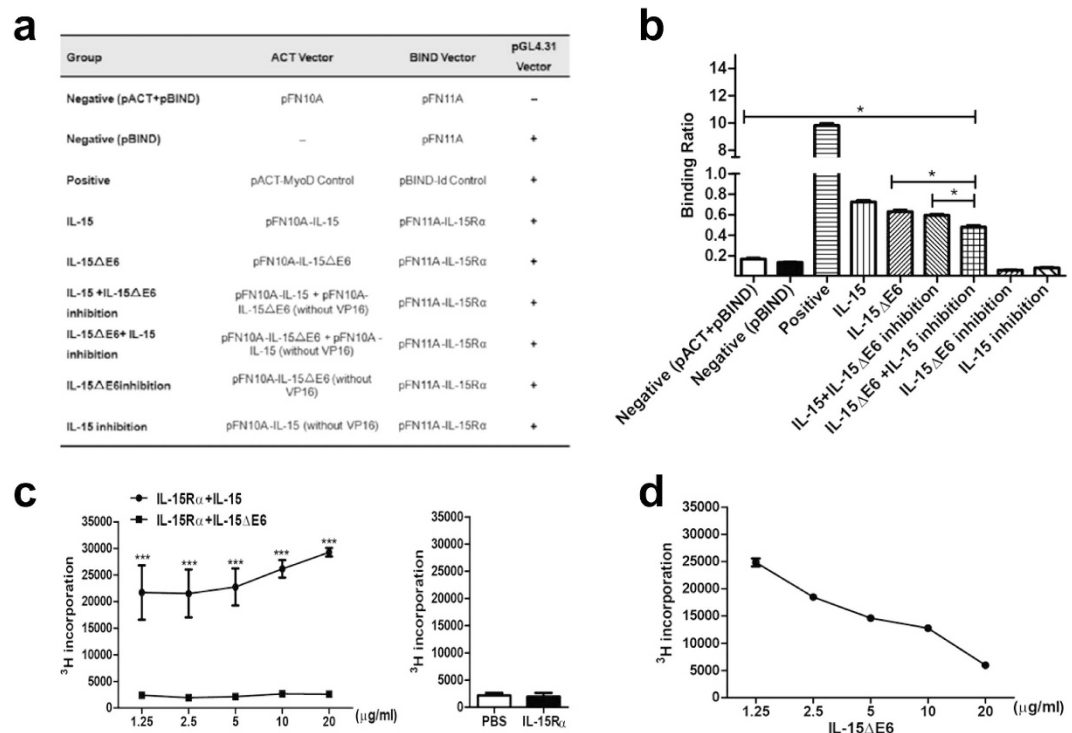 a
Group ACT Vector BIND Vector pGL4.31 Vector
Negative (pACT+pBIND) pFN10A pFN11A –
Negative (pBIND) – pFN11A +
Positive pACT-MyoD Control pBIND-Id Control +
IL-15 pFN10A-IL-15 pFN11A-IL-15Rα +
IL-15△E6 pFN10A-IL-15△E6 pFN11A-IL-15Rα +
IL-15 +IL-15△E6 inhibition pFN10A-IL-15 + pFN10A-IL-15△E6 (without VP16) pFN11A-IL-15Rα +
IL-15△E6+ IL-15 inhibition pFN10A-IL-15△E6 + pFN10A -IL-15 (without VP16) pFN11A-IL-15Rα +
IL-15△E6inhibition pFN10A-IL-15△E6 (without VP16) pFN11A-IL-15Rα +
IL-15 inhibition pFN10A-IL-15 (without VP16) pFN11A-IL-15Rα +
b
Binding Ratio
14
12
10
8
1.0
0.8
0.6
0.4
0.2
*
*
*
Negative (pACT+pBIND)
Negative (pBIND)
Positive
IL-15
IL-15△E6
IL-15+IL-15△E6 inhibition
IL-15△E6 +IL-15 inhibition
IL-15△E6 inhibition
IL-15 inhibition
c
IL-15Rα+IL-15
IL-15Rα+IL-15△E6
³H incorporation
35000
30000
25000
20000
15000
10000
5000
0
*** *** *** *** ***
1.25 2.5 5 10 20 (μg/ml)
³H incorporation
35000
30000
25000
20000
15000
10000
5000
0
PBS IL-15Rα
d
³H incorporation
35000
30000
25000
20000
15000
10000
5000
0
1.25 2.5 5 10 20 (μg/ml)
IL-15△E6